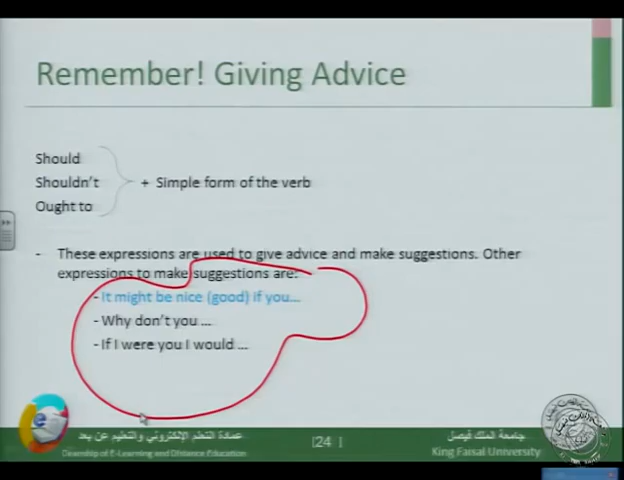 Remember! Giving Advice
Should
Shouldn't
Ought to
+ Simple form of the verb
- These expressions are used to give advice and make suggestions. Other
expressions to make suggestions are:
- It might be nice (good) if you...
- Why don't you ...
- If I were you I would ...
عمادة التعلم الإلكتروني والتعليم عن بعد
Deanship of E-Learning and Distance Education
24
جامعة الملك فيصل
King Faisal University